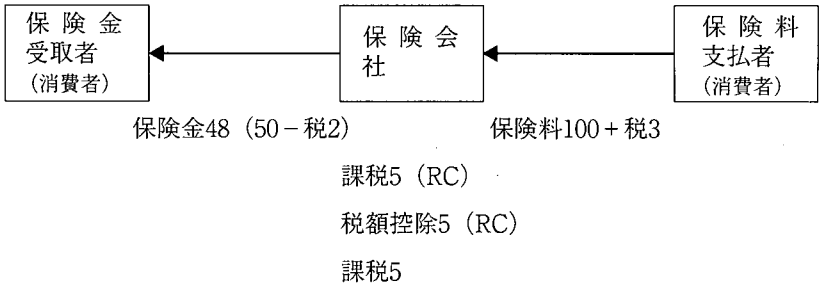 保険金
受取者
(消費者)
保険会
社
保険料
支払者
(消費者)
保険金48（50－税2）
保険料100＋税3
課税5（RC）
税額控除5（RC）
課税5